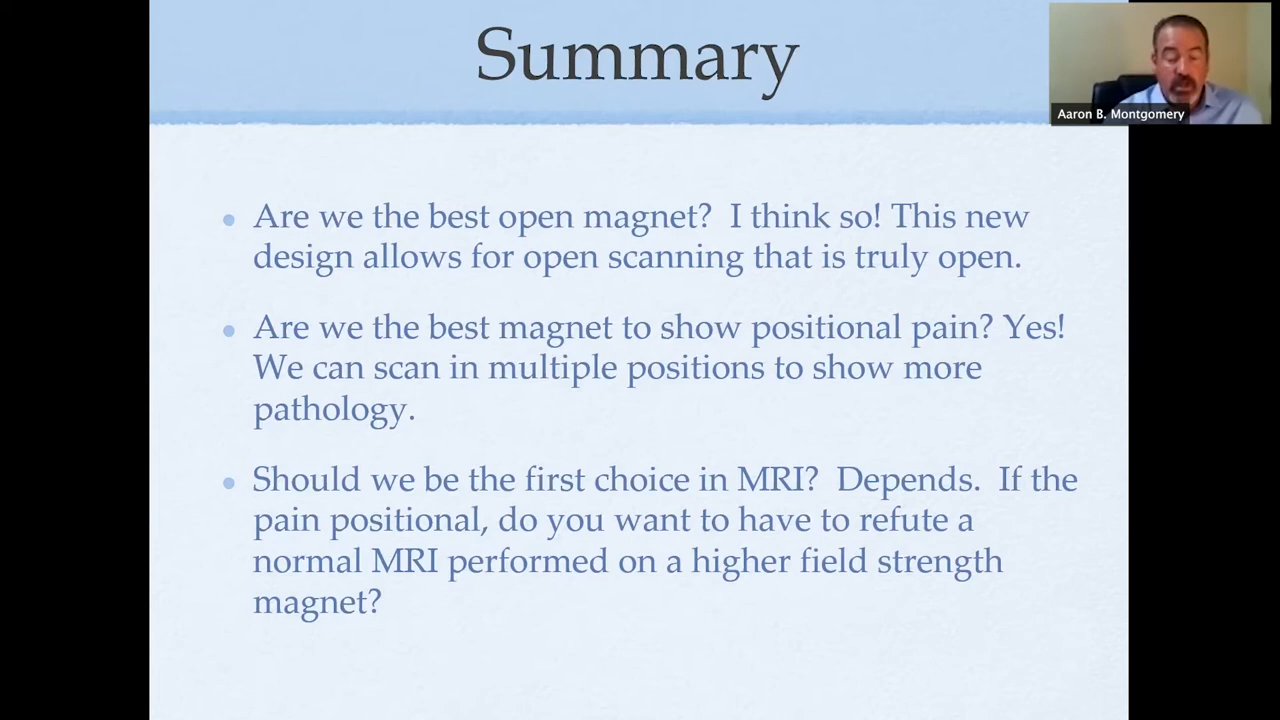 Summary
Aaron B. Montgomery
Are we the best open magnet? I think so! This new
design allows for open scanning that is truly open.
Are we the best magnet to show positional pain? Yes!
We can scan in multiple positions to show more
pathology.
Should we be the first choice in MRI? Depends. If the
pain positional, do you want to have to refute a
normal MRI performed on a higher field strength
magnet?